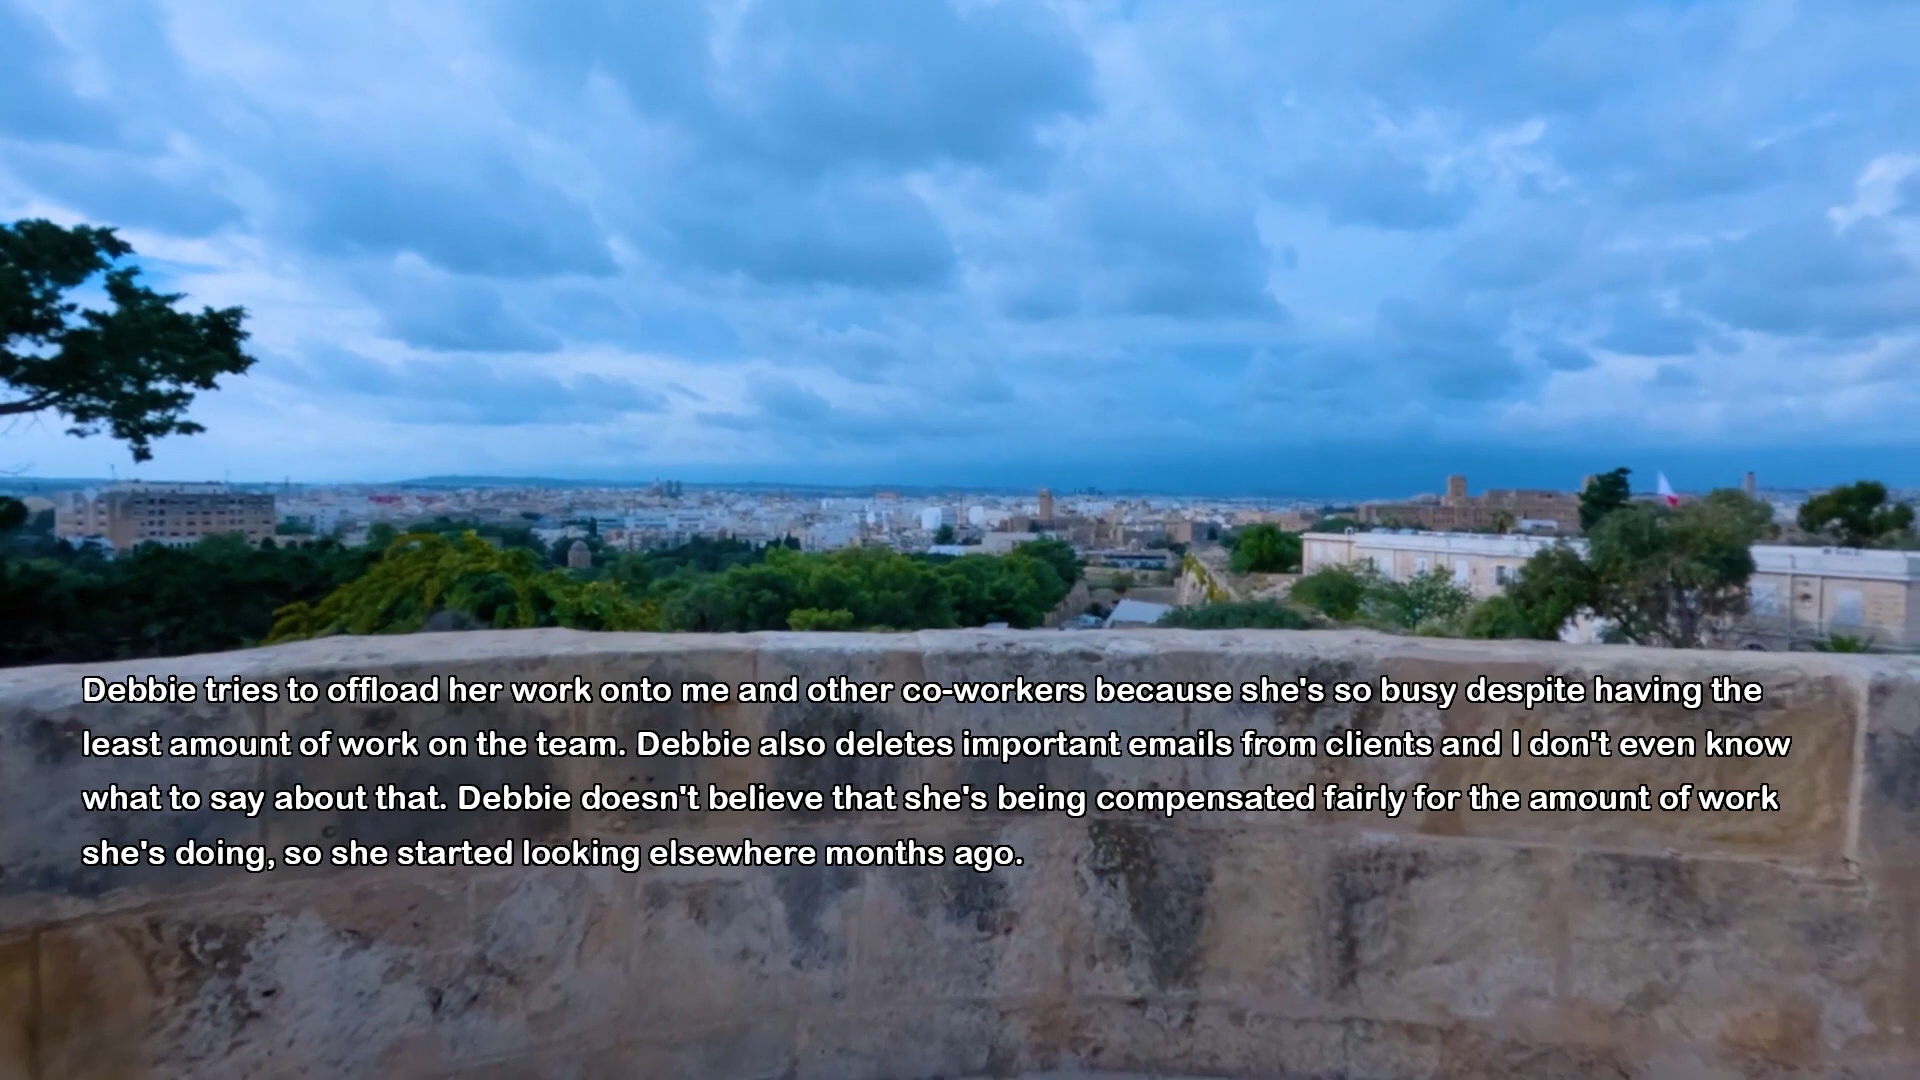 Debbie tries to offload her work onto me and other co-workers because she's so busy despite having the
least amount of work on the team. Debbie also deletes important emails from clients and I don't even know
what to say about that. Debbie doesn't believe that she's being compensated fairly for the amount of work
she's doing, so she started looking elsewhere months ago.